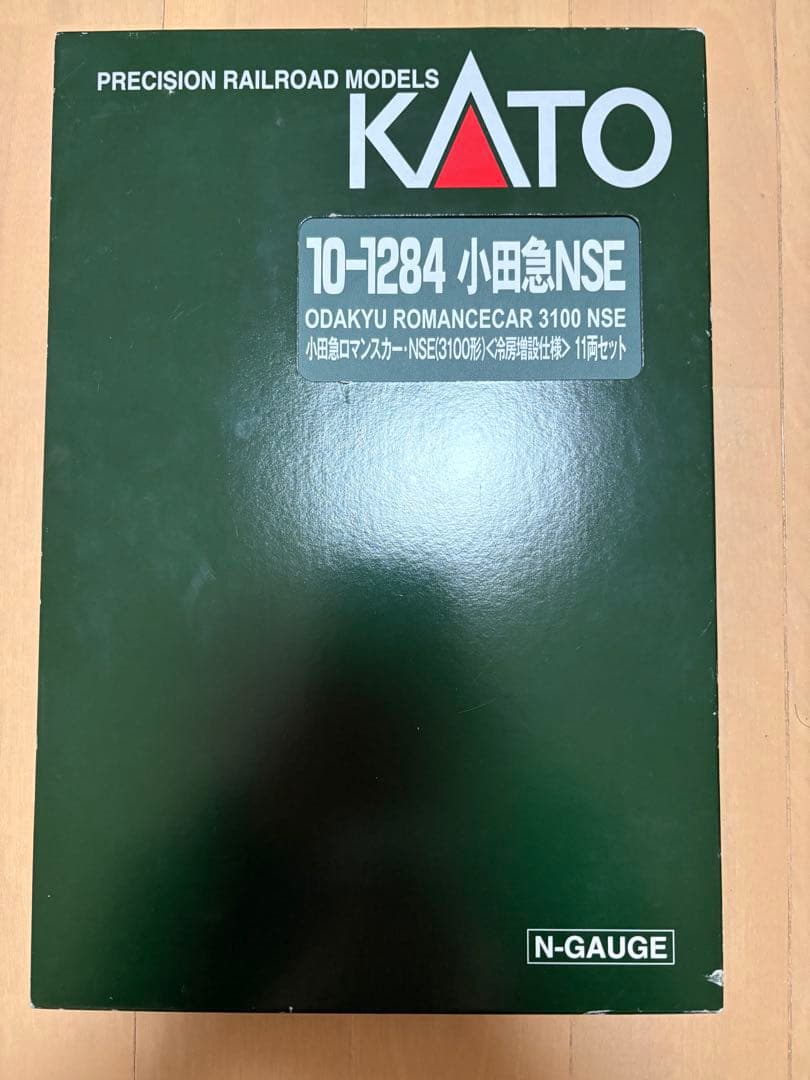 PRECISION RAILROAD MODELS
KATO
10-1284 小田急NSE
ODAKYU ROMANCECAR 3100 NSE
小田急ロマンスカー・NSE(3100形)<冷房増設仕様> 11両セット
N-GAUGE